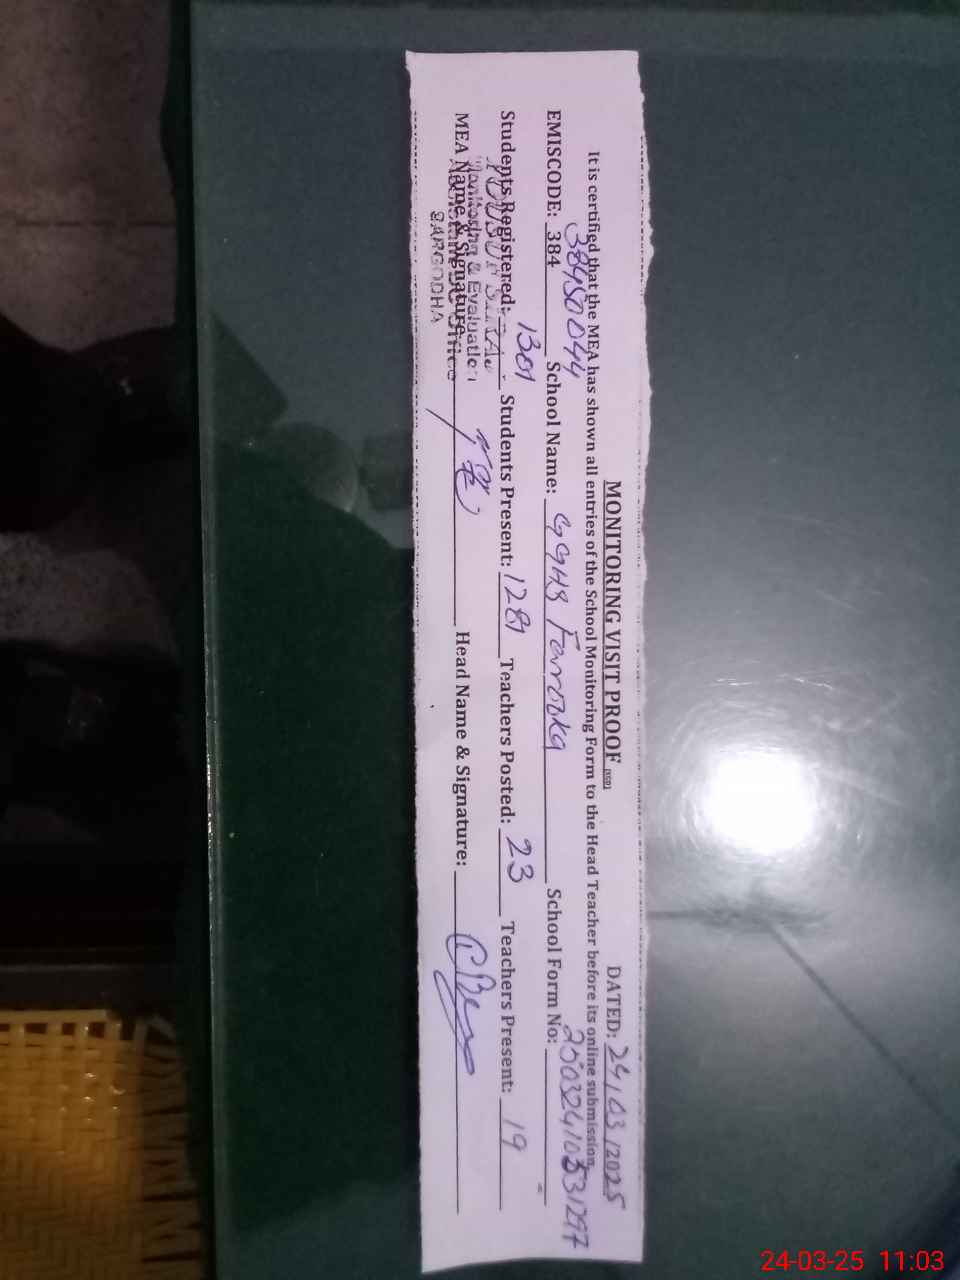 MONITORING VISIT PROOF (SSD) DATED: 24/03/2025
It is certified that the MEA has shown all entries of the School Monitoring Form to the Head Teacher before its online submission.
EMISCODE: 384 38450044 School Name: GGHS Farooka School Form No:
Students Registered: 1301 Students Present: 1281 Teachers Posted: 23 Teachers Present: 19
Monitoring & Evaluation
MEA Name & Signature: Head Name & Signature:
SARGODHA
24-03-25 11:03